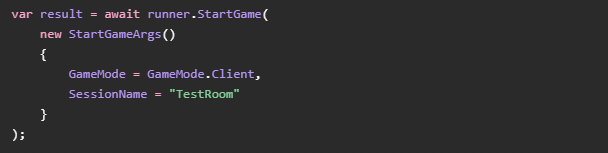 var result = await runner.StartGame(
    new StartGameArgs()
    {
        GameMode = GameMode.Client,
        SessionName = "TestRoom"
    }
);